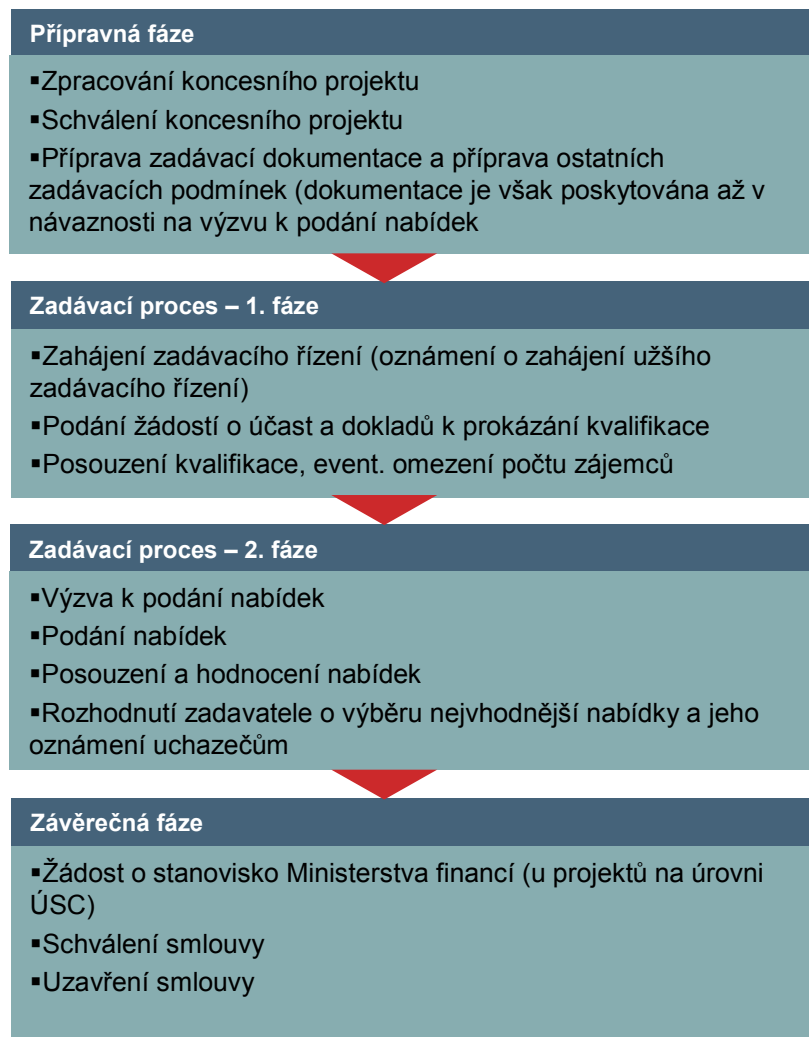 Přípravná fáze
▪Zpracování koncesního projektu
▪Schválení koncesního projektu
▪Příprava zadávací dokumentace a příprava ostatních
zadávacích podmínek (dokumentace je však poskytována až v
návaznosti na výzvu k podání nabídek
Zadávací proces – 1. fáze
▪Zahájení zadávacího řízení (oznámení o zahájení užšího
zadávacího řízení)
▪Podání žádostí o účast a dokladů k prokázání kvalifikace
▪Posouzení kvalifikace, event. omezení počtu zájemců
Zadávací proces – 2. fáze
▪Výzva k podání nabídek
▪Podání nabídek
▪Posouzení a hodnocení nabídek
▪Rozhodnutí zadavatele o výběru nejvhodnější nabídky a jeho
oznámení uchazečům
Závěrečná fáze
▪Žádost o stanovisko Ministerstva financí (u projektů na úrovni
ÚSC)
▪Schválení smlouvy
▪Uzavření smlouvy